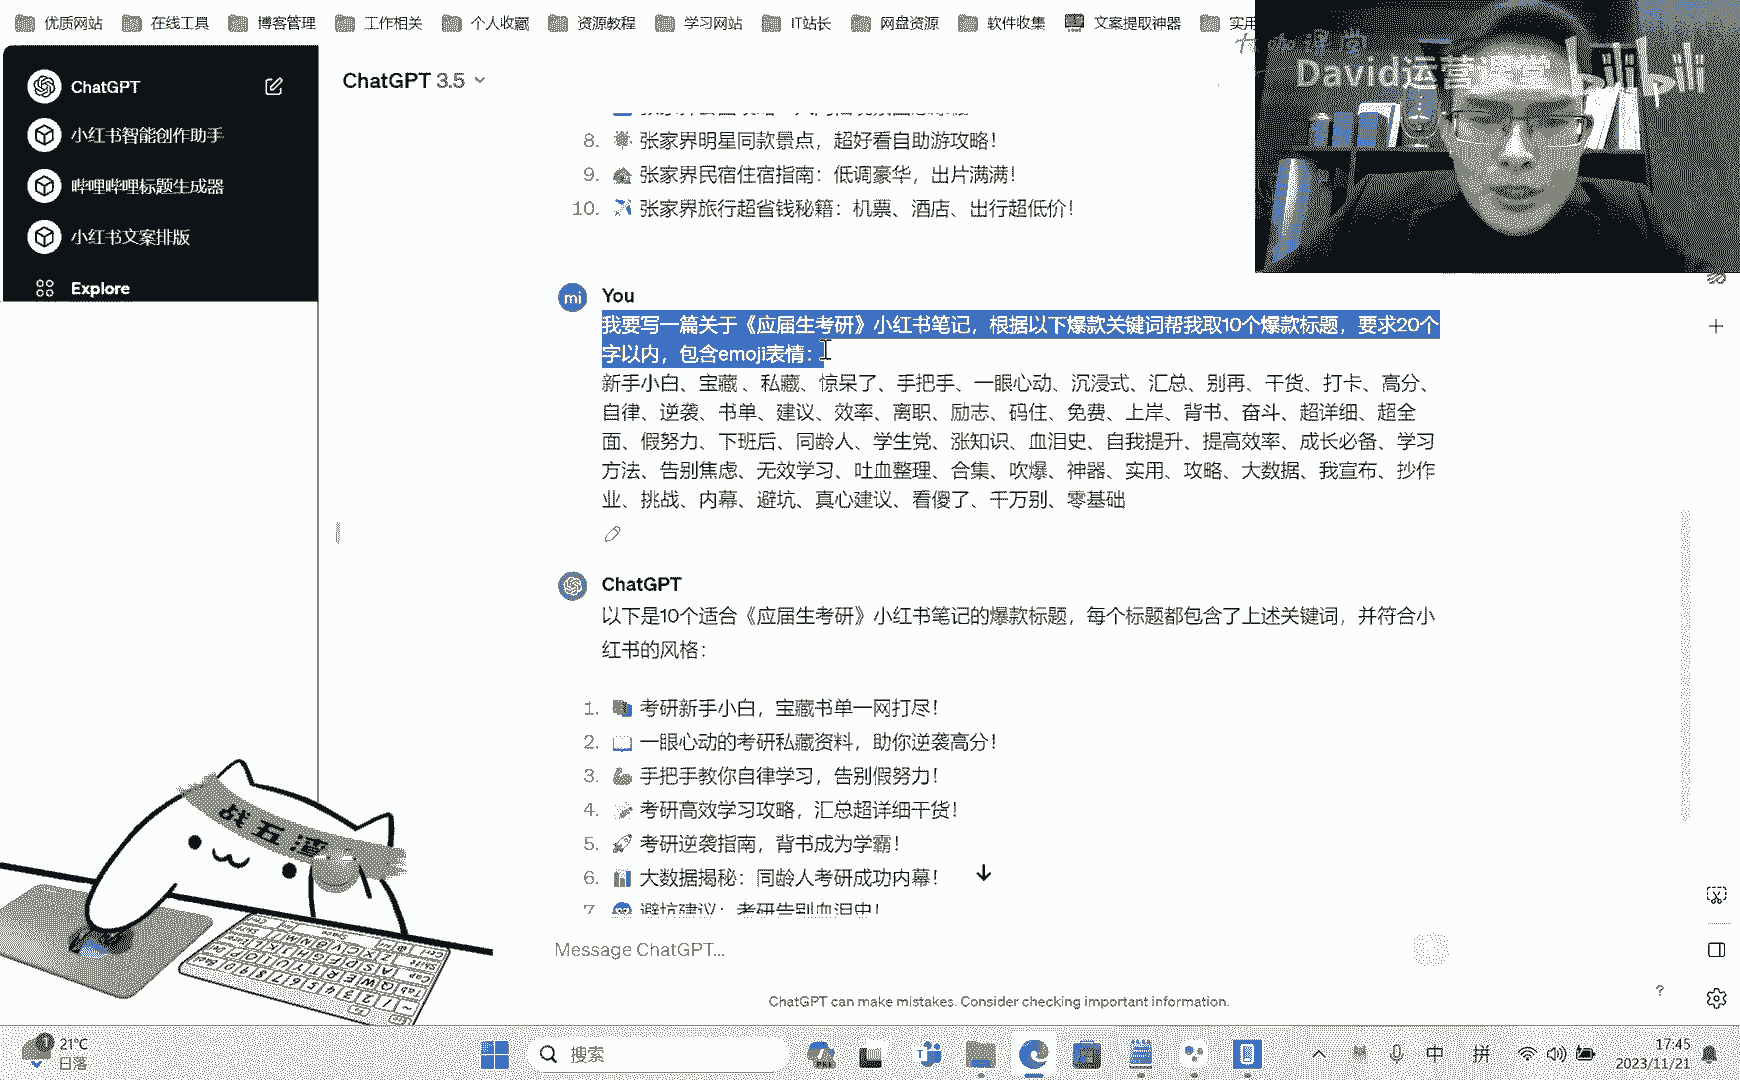 优质网站 在线工具 博客管理 工作相关 个人收藏 资源教程 学习网站 IT站长 网盘资源 软件收集 文案提取神器 实用
David运营课堂
ChatGPT
小红书智能创作助手
哔哩哔哩标题生成器
小红书文案排版
Explore
ChatGPT 3.5
8. 张家界明星同款景点，超好看自助游攻略！
9. 张家界民宿住宿指南：低调豪华，出片满满！
10. 张家界旅行超省钱秘籍：机票、酒店、出行超低价！
mi
You
我要写一篇关于《应届生考研》小红书笔记，根据以下爆款关键词帮我取10个爆款标题，要求20个
字以内，包含emoji表情：
新手小白、宝藏 、私藏、惊呆了、手把手、一眼心动、沉浸式、汇总、别再、干货、打卡、高分、
自律、逆袭、书单、建议、效率、离职、励志、码住、免费、上岸、背书、奋斗、超详细、超全
面、假努力、下班后、同龄人、学生党、涨知识、血泪史、自我提升、提高效率、成长必备、学习
方法、告别焦虑、无效学习、吐血整理、合集、吹爆、神器、实用、攻略、大数据、我宣布、抄作
业、挑战、内幕、避坑、真心建议、看傻了、千万别、零基础
ChatGPT
以下是10个适合《应届生考研》小红书笔记的爆款标题，每个标题都包含了上述关键词，并符合小
红书的风格：
1. 考研新手小白，宝藏书单一网打尽！
2. 一眼心动的考研私藏资料，助你逆袭高分！
3. 手把手教你自律学习，告别假努力！
4. 考研高效学习攻略，汇总超详细干货！
5. 考研逆袭指南，背书成为学霸！
6. 大数据揭秘：同龄人考研成功内幕！
7. 避坑建议：考研告别血泪史！
Message ChatGPT...
ChatGPT can make mistakes. Consider checking important information.
?
战五渣
21°C
日落
搜索
中 拼
17:45
2023/11/21